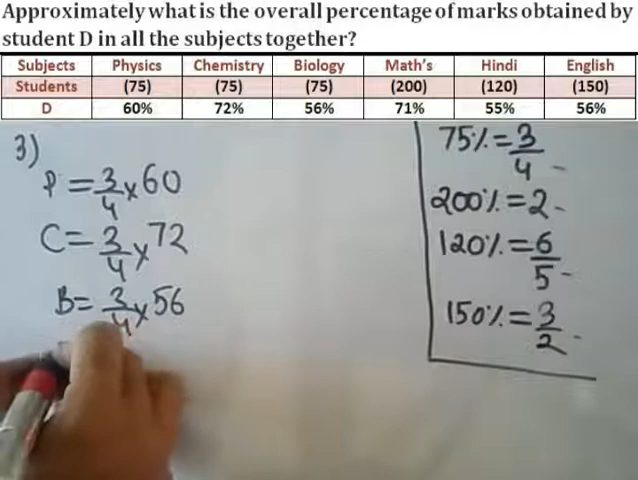 Approximately what is the overall percentage of marks obtained by
student D in all the subjects together?
Subjects Physics Chemistry Biology Math's Hindi English
Students (75) (75) (75) (200) (120) (150)
D 60% 72% 56% 71% 55% 56%
3)
P = 3/4 × 60
C = 3/4 × 72
B = 3/4 × 56
75% = 3/4
200% = 2
120% = 6/5
150% = 3/2